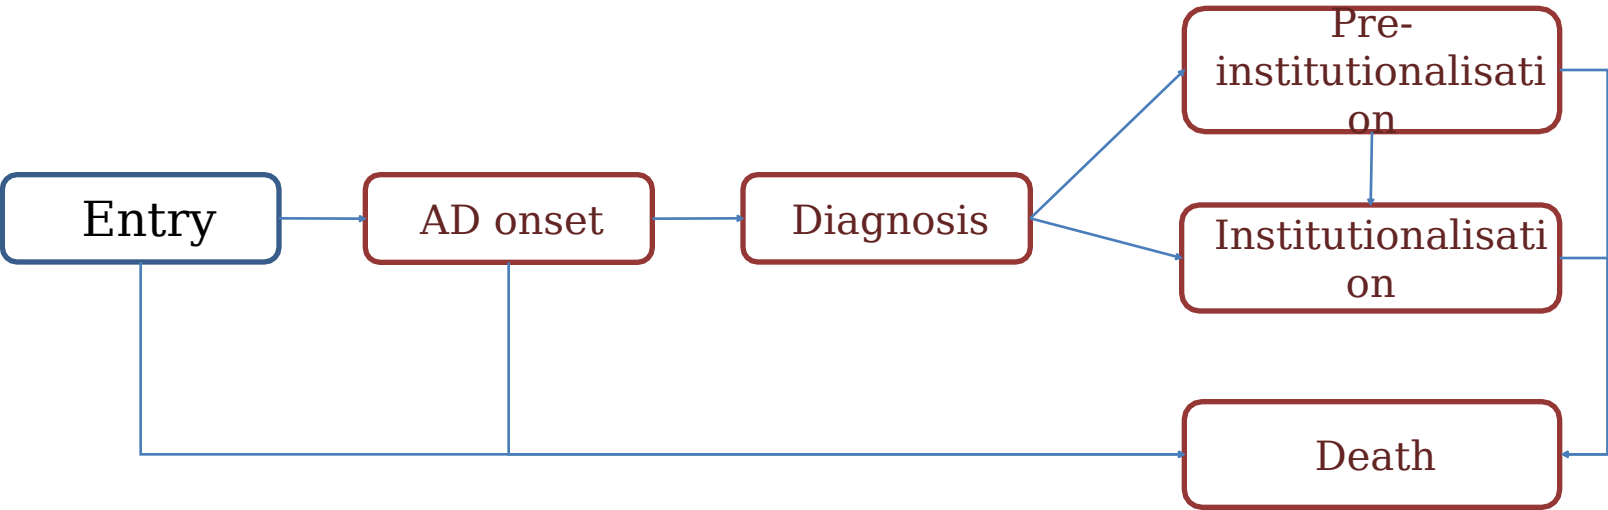 Pre-
institutionalisati
on
Entry
AD onset
Diagnosis
Institutionalisati
on
Death